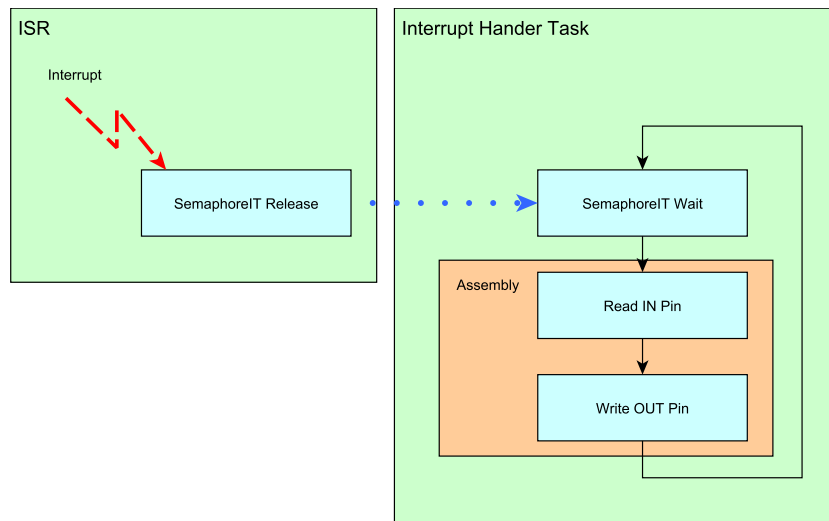 ISR
Interrupt
SemaphoreIT Release
Interrupt Hander Task
SemaphoreIT Wait
Assembly
Read IN Pin
Write OUT Pin